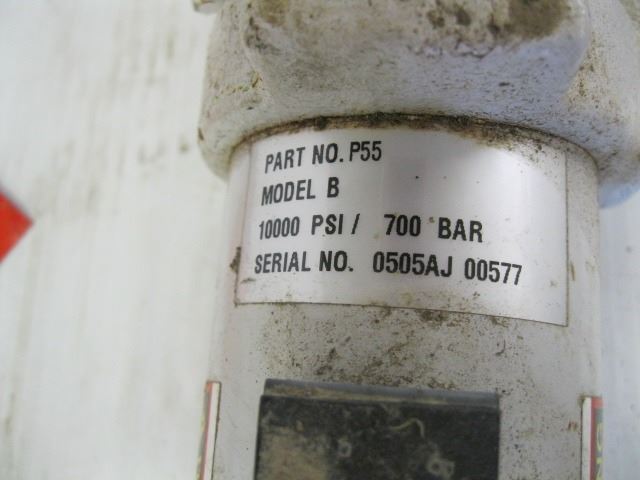 PART NO. P55
MODEL B
10000 PSI / 700 BAR
SERIAL NO. 0505AJ 00577